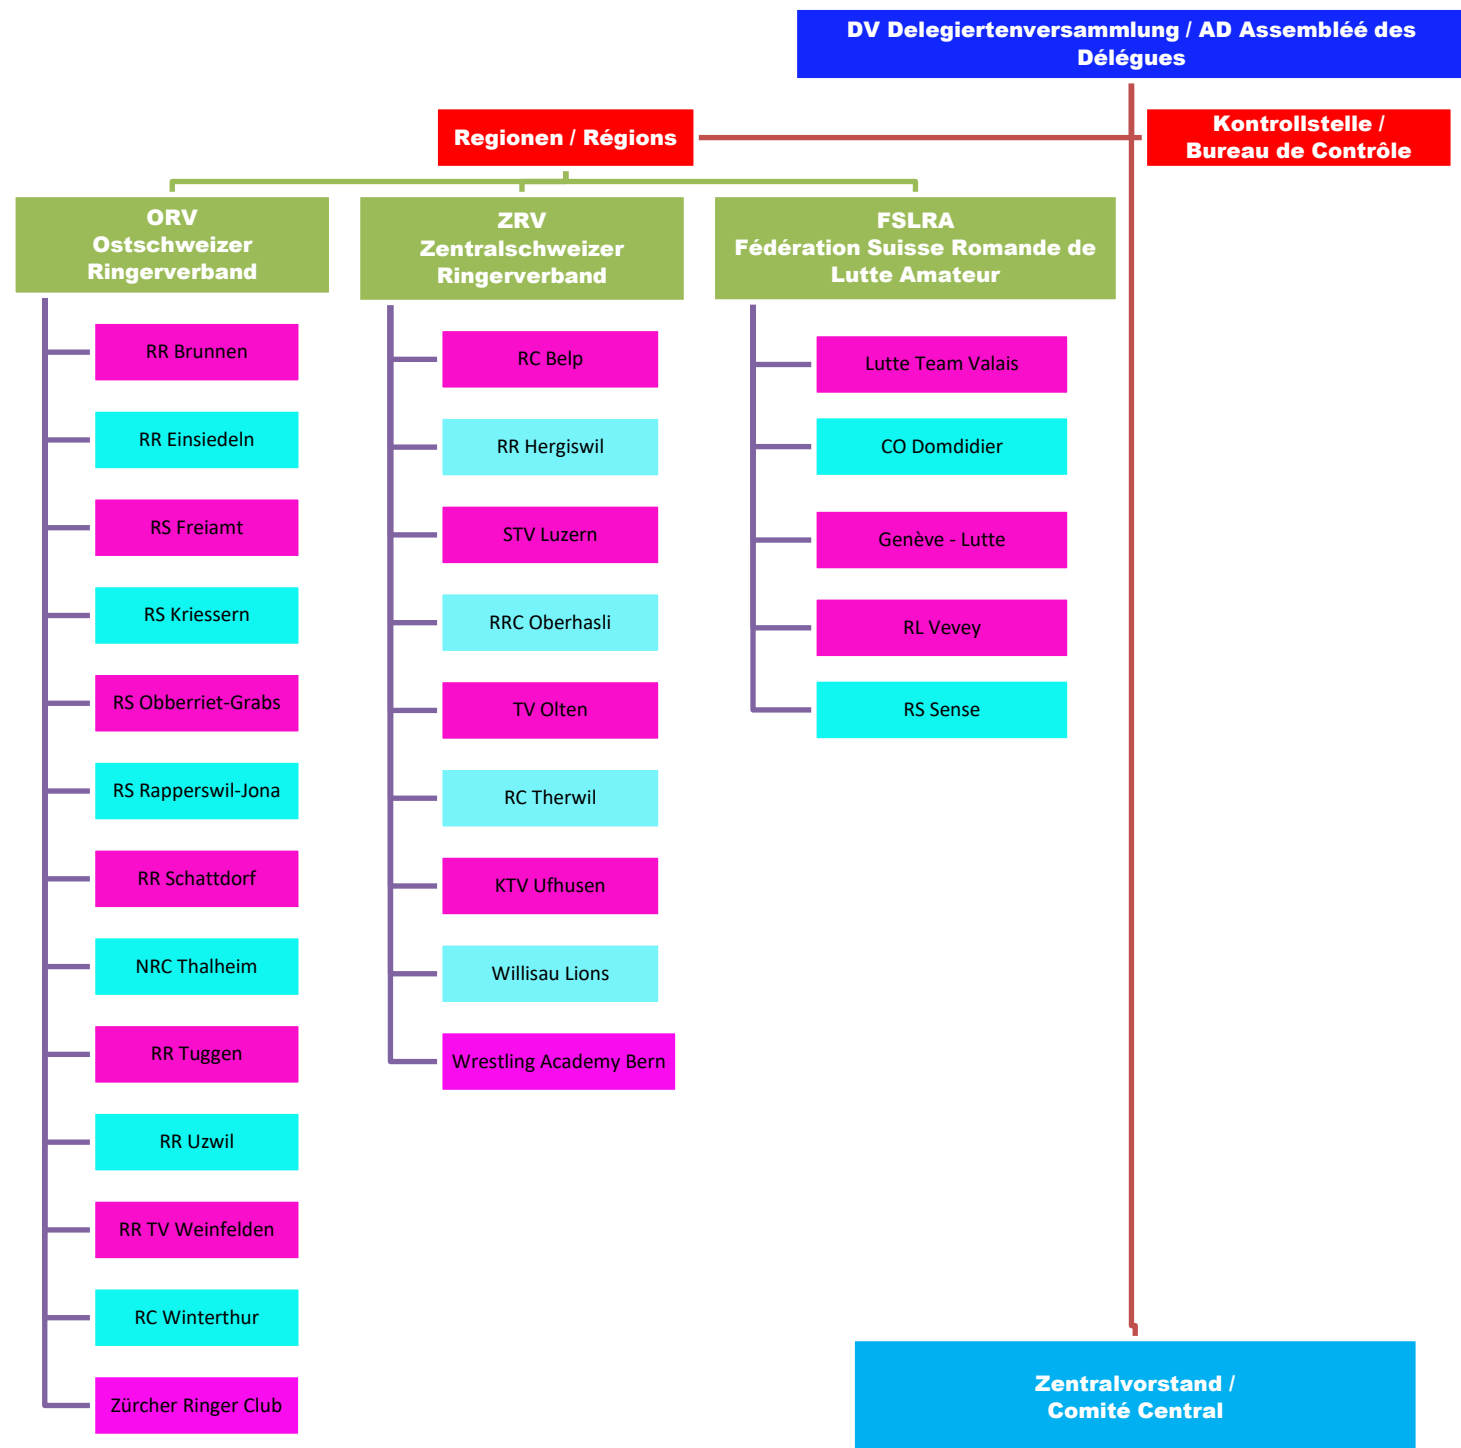 DV Delegiertenversammlung / AD Assembléé des
Délégues
Regionen / Régions
Kontrollstelle /
Bureau de Contrôle
ORV
Ostschweizer
Ringerverband
RR Brunnen
RR Einsiedeln
RS Freiamt
RS Kriessern
RS Obberriet-Grabs
RS Rapperswil-Jona
RR Schattdorf
NRC Thalheim
RR Tuggen
RR Uzwil
RR TV Weinfelden
RC Winterthur
Zürcher Ringer Club
ZRV
Zentralschweizer
Ringerverband
RC Belp
RR Hergiswil
STV Luzern
RRC Oberhasli
TV Olten
RC Therwil
KTV Ufhusen
Willisau Lions
Wrestling Academy Bern
FSLRA
Fédération Suisse Romande de
Lutte Amateur
Lutte Team Valais
CO Domdidier
Genève - Lutte
RL Vevey
RS Sense
Zentralvorstand /
Comité Central